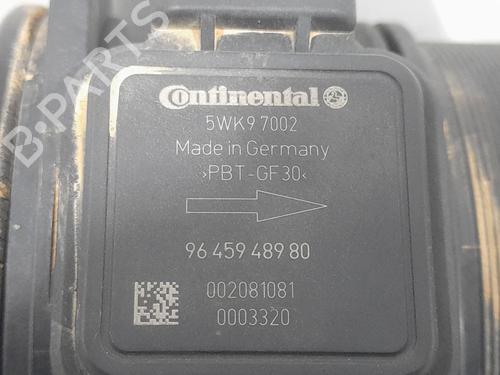 Continental
5WK9 7002
Made in Germany
>PBT-GF30<
96 459 489 80
002081081
0003320
B-PARTS